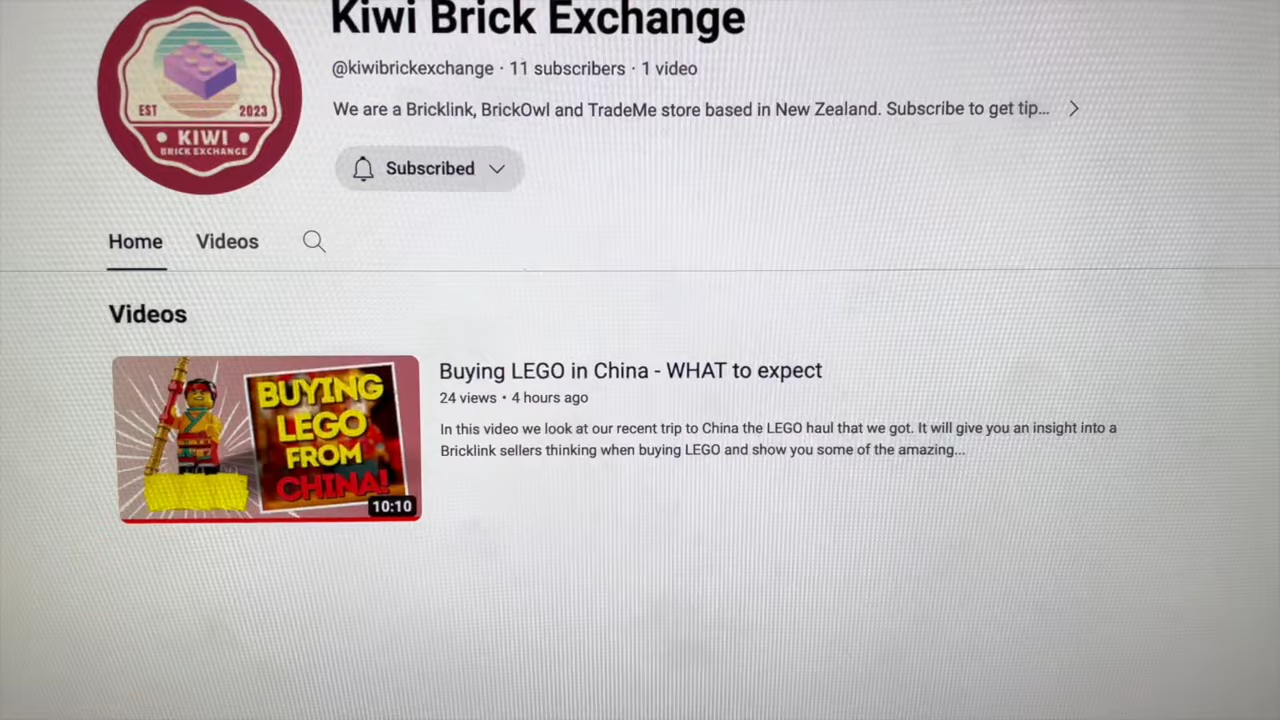 Kiwi Brick Exchange
@kiwibrickexchange · 11 subscribers · 1 video
We are a Bricklink, BrickOwl and TradeMe store based in New Zealand. Subscribe to get tip...
EST 2023
KIWI
BRICK EXCHANGE
Subscribed
Home Videos
Videos
BUYING
LEGO
FROM
CHINA!
10:10
Buying LEGO in China - WHAT to expect
24 views • 4 hours ago
In this video we look at our recent trip to China the LEGO haul that we got. It will give you an insight into a
Bricklink sellers thinking when buying LEGO and show you some of the amazing...